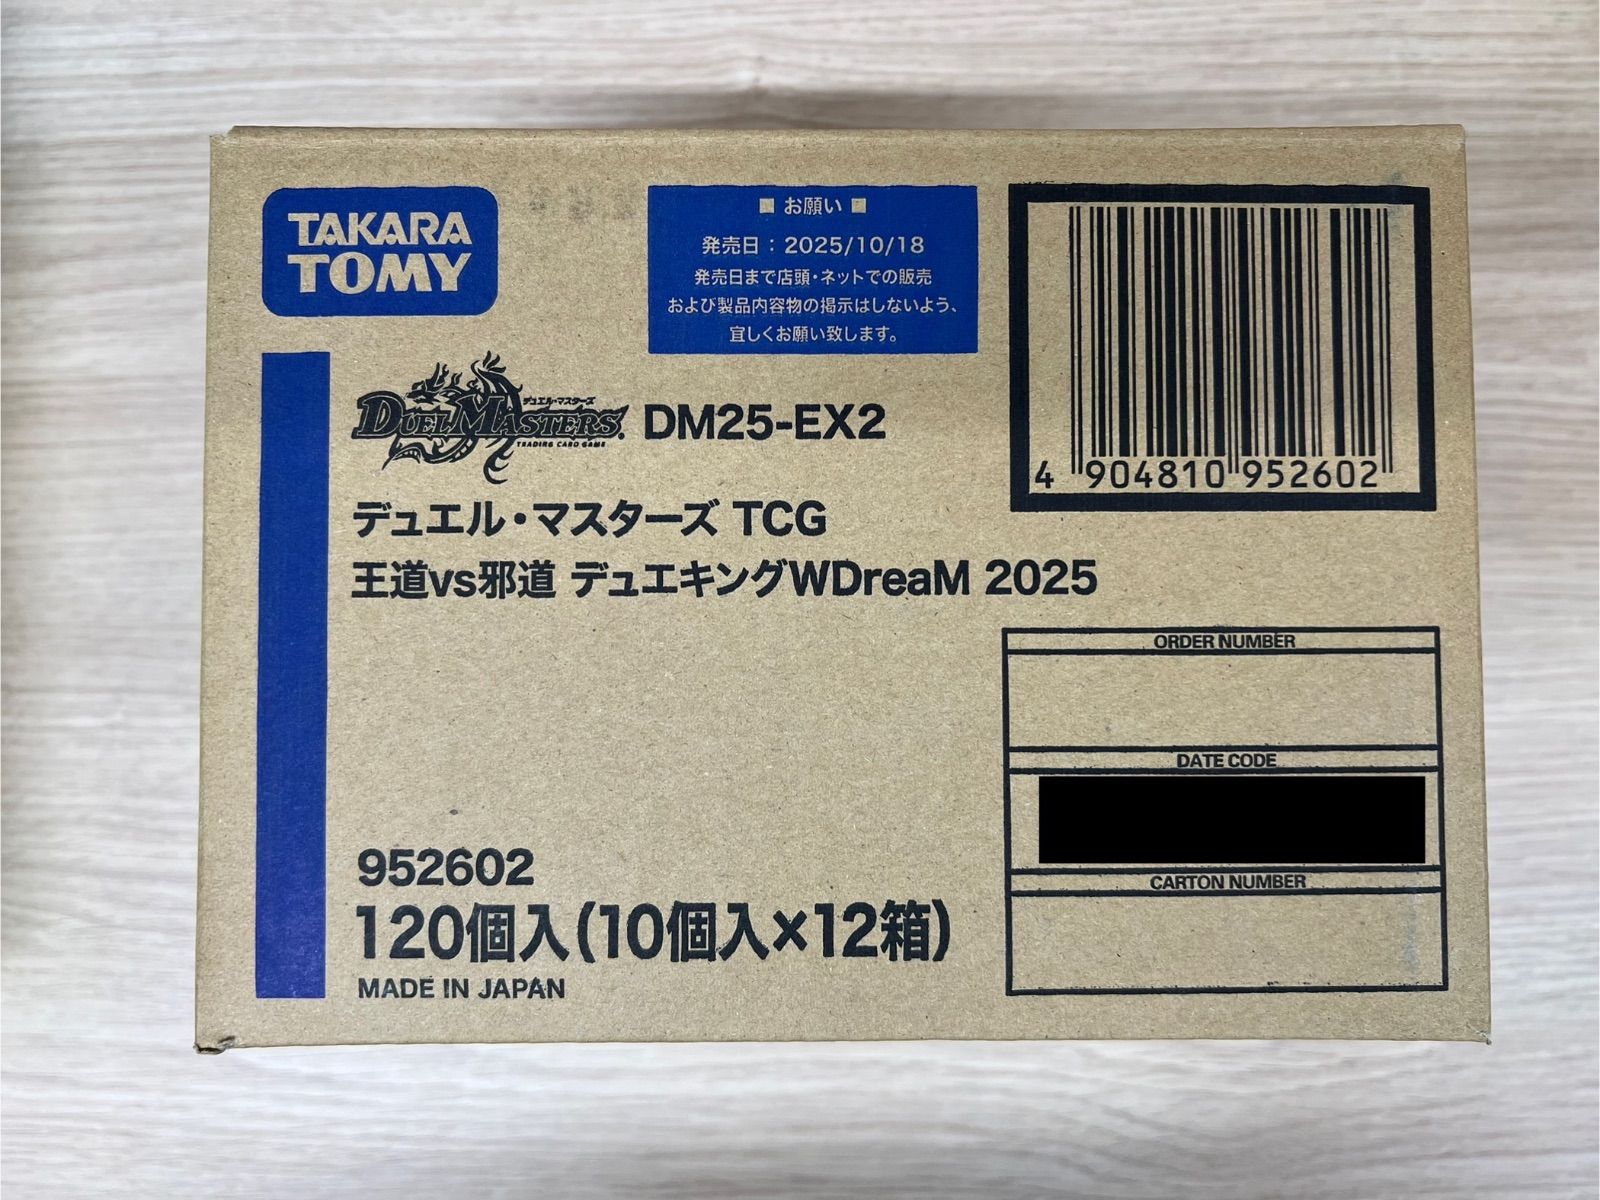 TAKARA
TOMY
■ お願い ■
発売日：2025/10/18
発売日まで店頭・ネットでの販売
および製品内容物の掲示はしないよう、
宜しくお願い致します。
4 904810 952602
デュエル・マスターズ
DUEL MASTERS
TRADING CARD GAME
DM25-EX2
デュエル・マスターズ TCG
王道vs邪道 デュエキングWDreaM 2025
ORDER NUMBER
DATE CODE
CARTON NUMBER
952602
120個入(10個入×12箱)
MADE IN JAPAN